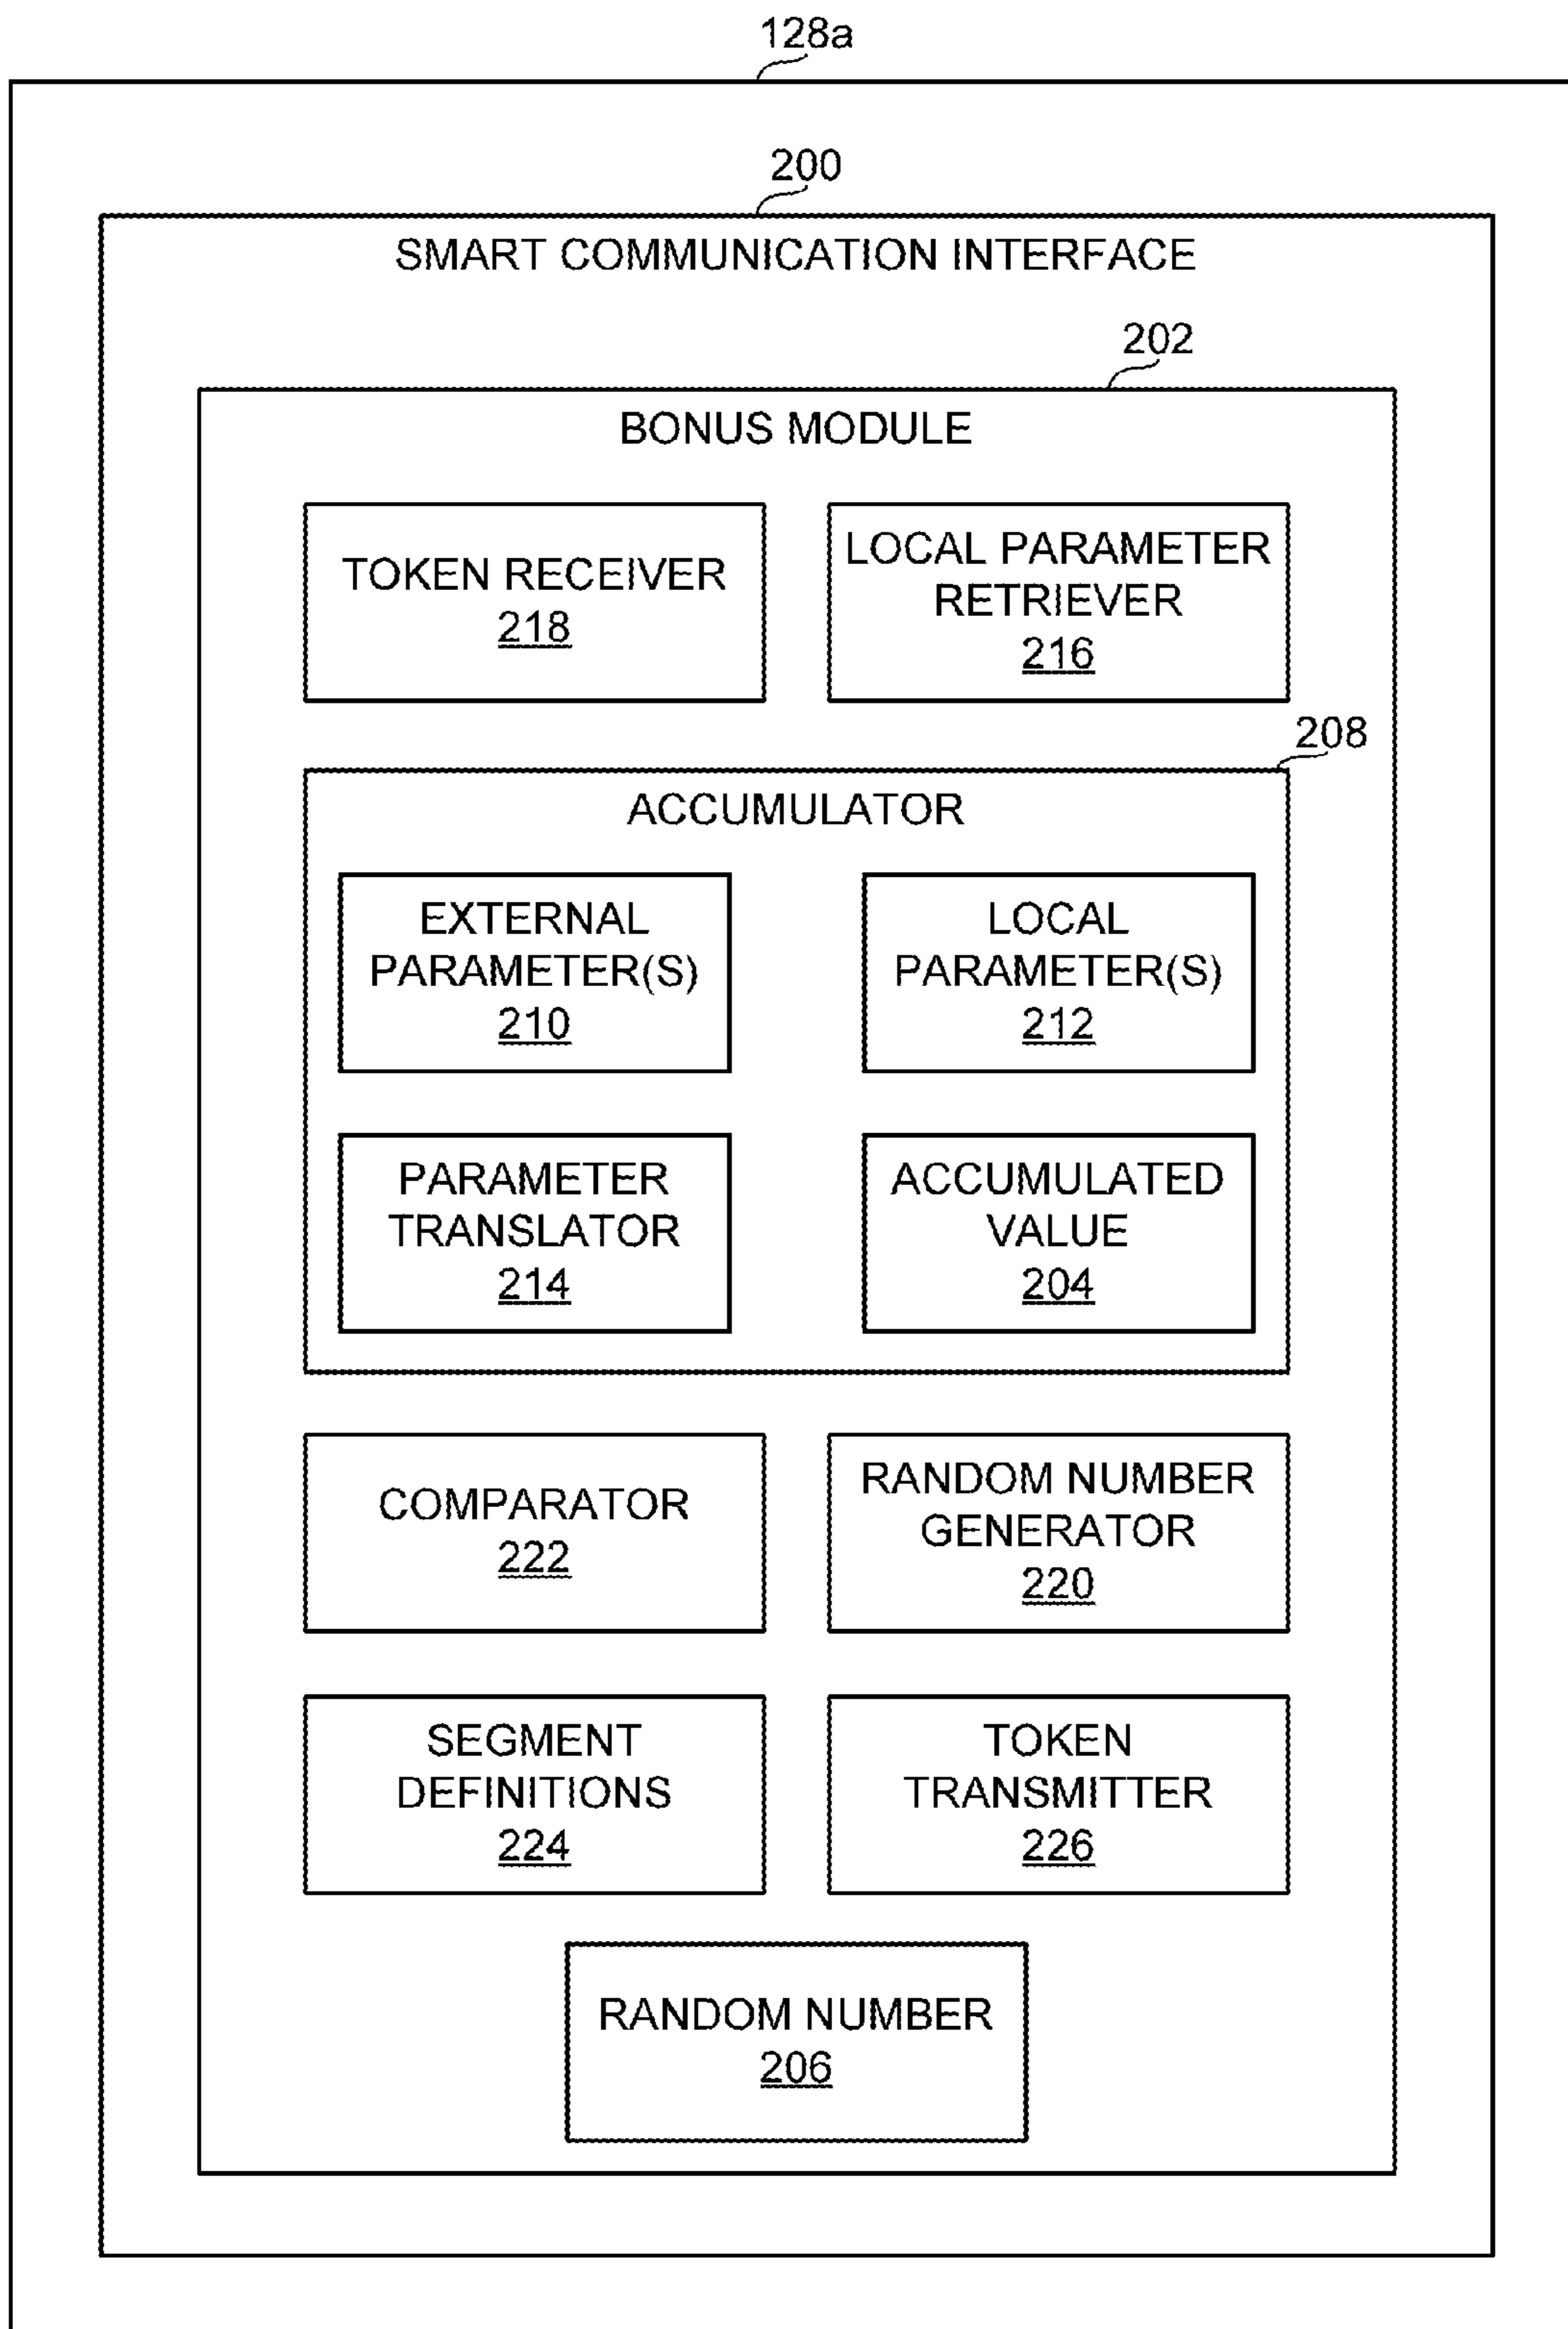 128a
200
SMART COMMUNICATION INTERFACE
202
BONUS MODULE
TOKEN RECEIVER
218
LOCAL PARAMETER
RETRIEVER
216
208
ACCUMULATOR
EXTERNAL
PARAMETER(S)
210
LOCAL
PARAMETER(S)
212
PARAMETER
TRANSLATOR
214
ACCUMULATED
VALUE
204
COMPARATOR
222
RANDOM NUMBER
GENERATOR
220
SEGMENT
DEFINITIONS
224
TOKEN
TRANSMITTER
226
RANDOM NUMBER
206